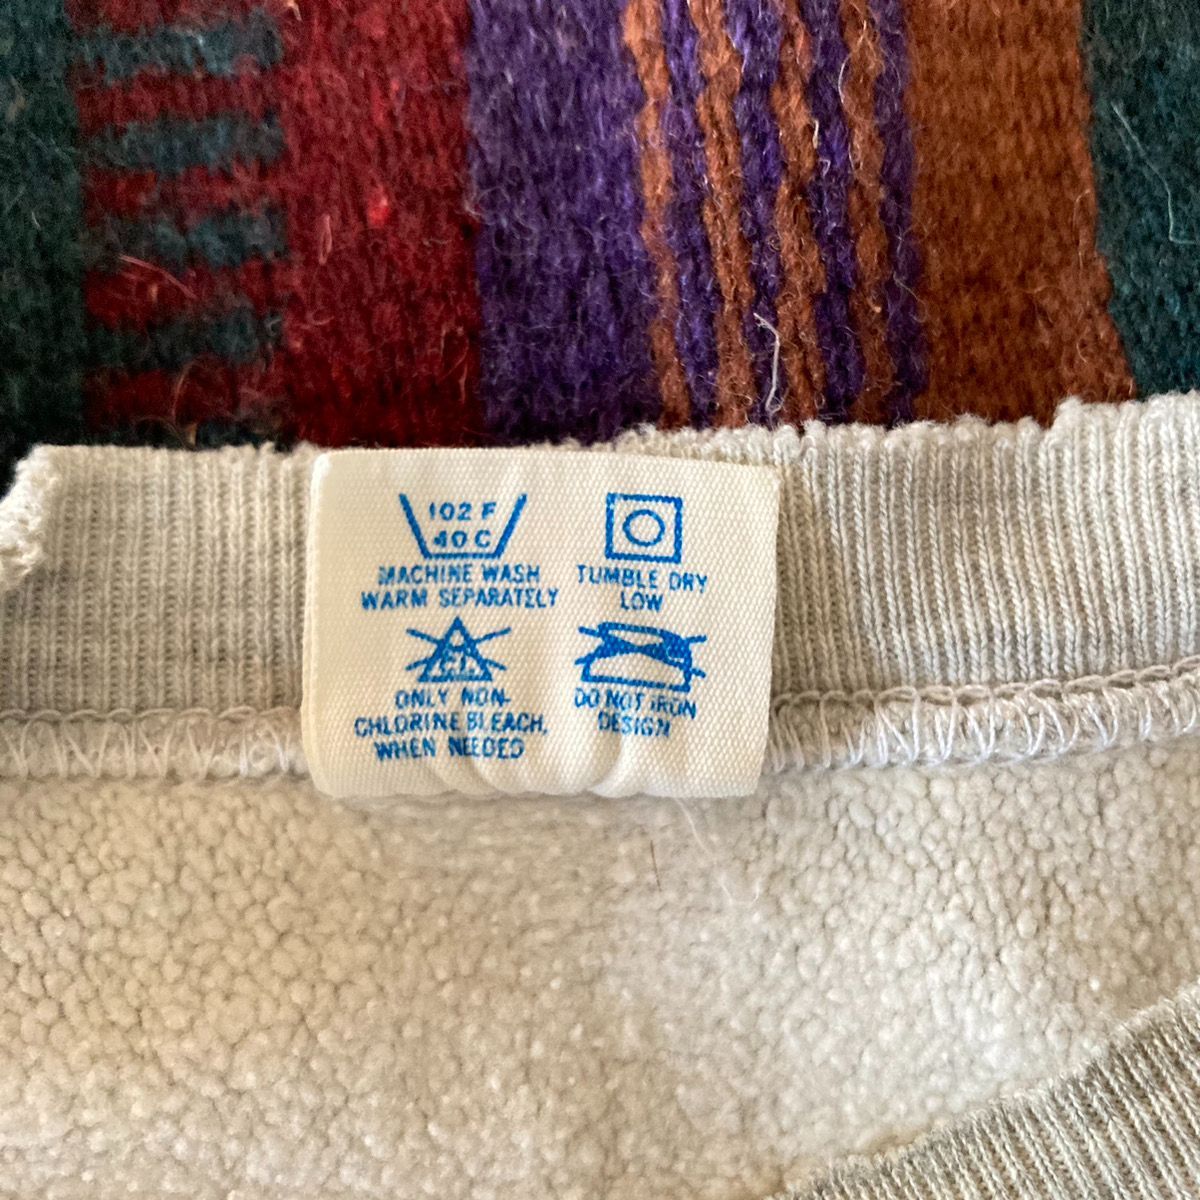 102 F
40 C
MACHINE WASH
WARM SEPARATELY
TUMBLE DRY
LOW
CL
ONLY NON-
CHLORINE BLEACH,
WHEN NEEDED
DO NOT IRON
DESIGN